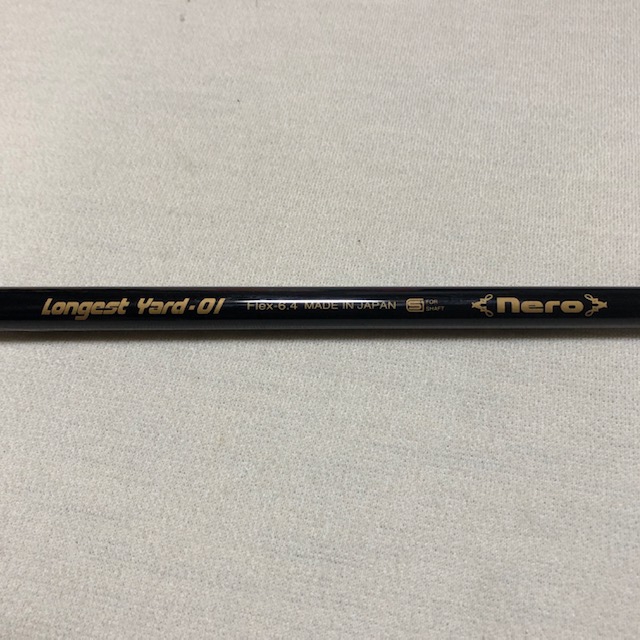 Longest Yard-01 Flex-6.4 MADE IN JAPAN S FOR SHAFT nero